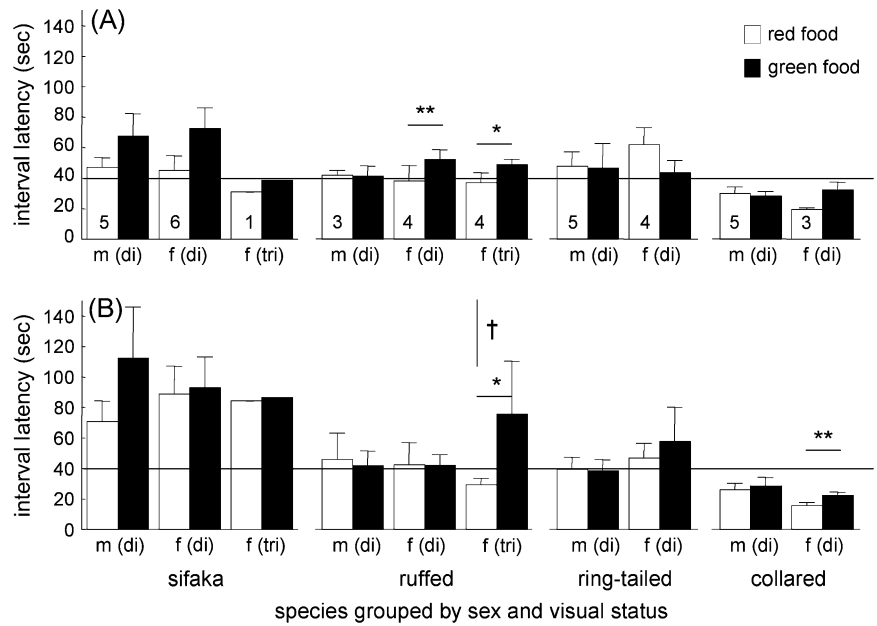 (A)
red food
green food
interval latency (sec)
140
120
100
80
60
40
20
0
** *
5 6 1 3 4 4 5 4 5 3
m (di) f (di) f (tri) m (di) f (di) f (tri) m (di) f (di) m (di) f (di)
(B)
interval latency (sec)
140
120
100
80
60
40
20
0
†
*
**
m (di) f (di) f (tri) m (di) f (di) f (tri) m (di) f (di) m (di) f (di)
sifaka ruffed ring-tailed collared
species grouped by sex and visual status